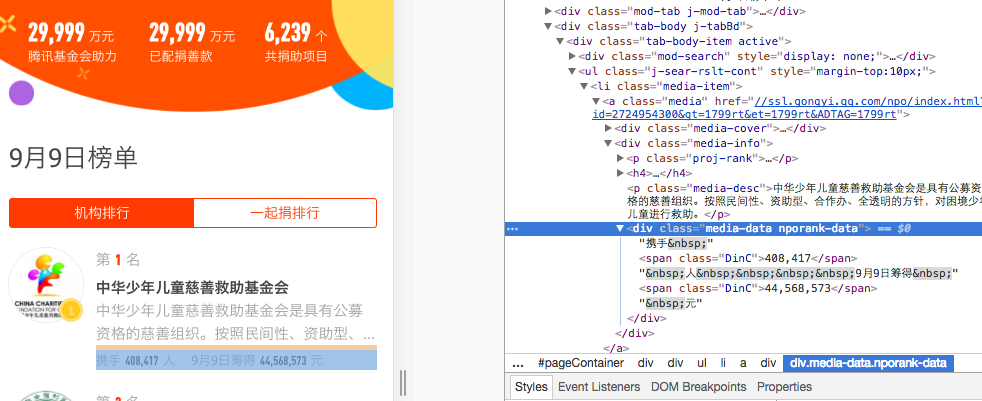 29,999 万元
29,999 万元
6,239 个
腾讯基金会助力
已配捐善款
共捐助项目
9月9日榜单
机构排行
一起捐排行
第 1 名
中华少年儿童慈善救助基金会
中华少年儿童慈善救助基金会是具有公募
资格的慈善组织。按照民间性、资助型、...
携手 408,417 人 9月9日筹得 44,568,573 元
CHINA CHARITIES
1
▶<div class="mod-tab j-mod-tab">…</div>
▼<div class="tab-body j-tabBd">
▼<div class="tab-body-item active">
▶<div class="mod-search" style="display: none;">…</div>
▼<ul class="j-sear-rslt-cont" style="margin-top:10px;">
▼<li class="media-item">
▼<a class="media" href="//ssl.gongyi.qq.com/npo/index.html?
id=2724954300&qt=1799rt&et=1799rt&ADTAG=1799rt">
▶<div class="media-cover">…</div>
▼<div class="media-info">
▶<p class="proj-rank">…</p>
▶<h4>…</h4>
<p class="media-desc">中华少年儿童慈善救助基金会是具有公募资
格的慈善组织。按照民间性、资助型、合作办、全透明的方针，对困境少年
儿童进行救助。</p>
▼<div class="media-data nporank-data"> == $0
"携手&nbsp;"
<span class="DinC">408,417</span>
"&nbsp;人&nbsp;&nbsp;&nbsp;&nbsp;9月9日筹得&nbsp;"
<span class="DinC">44,568,573</span>
"&nbsp;元"
</div>
</div>
</a>
... #pageContainer div div ul li a div div.media-data.nporank-data
Styles Event Listeners DOM Breakpoints Properties